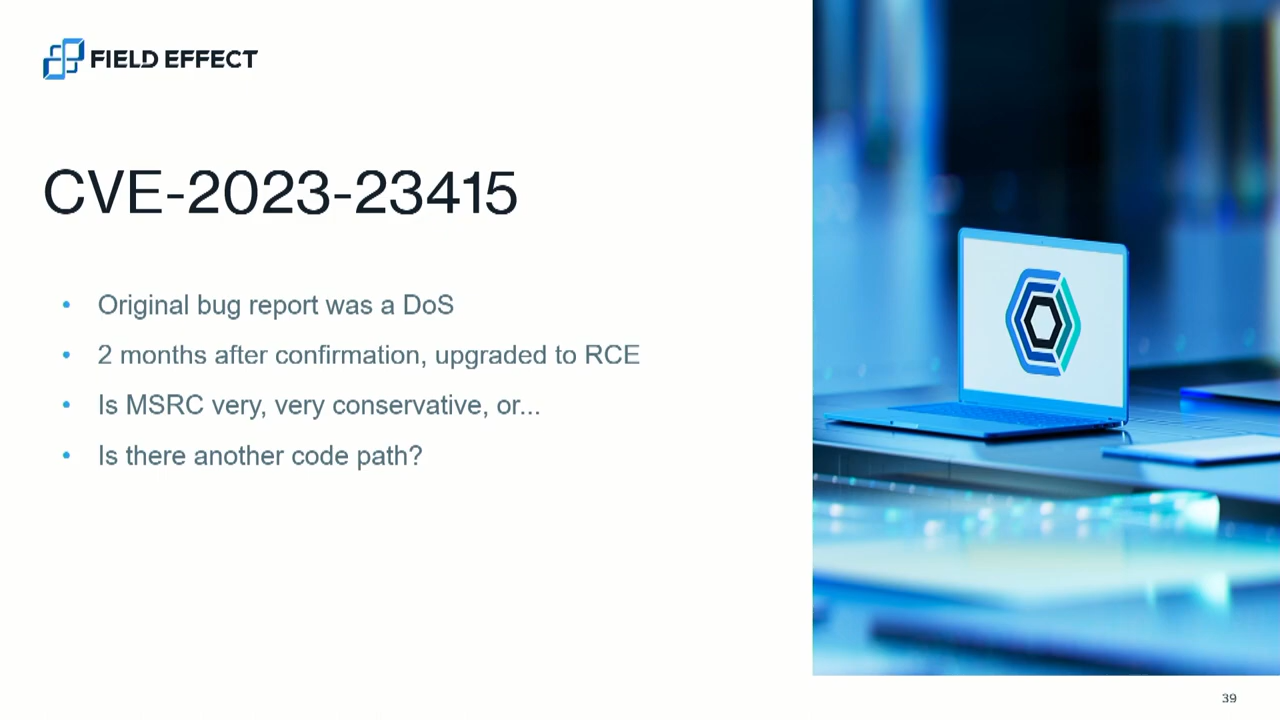 FIELD EFFECT
CVE-2023-23415
• Original bug report was a DoS
• 2 months after confirmation, upgraded to RCE
• Is MSRC very, very conservative, or...
• Is there another code path?
39